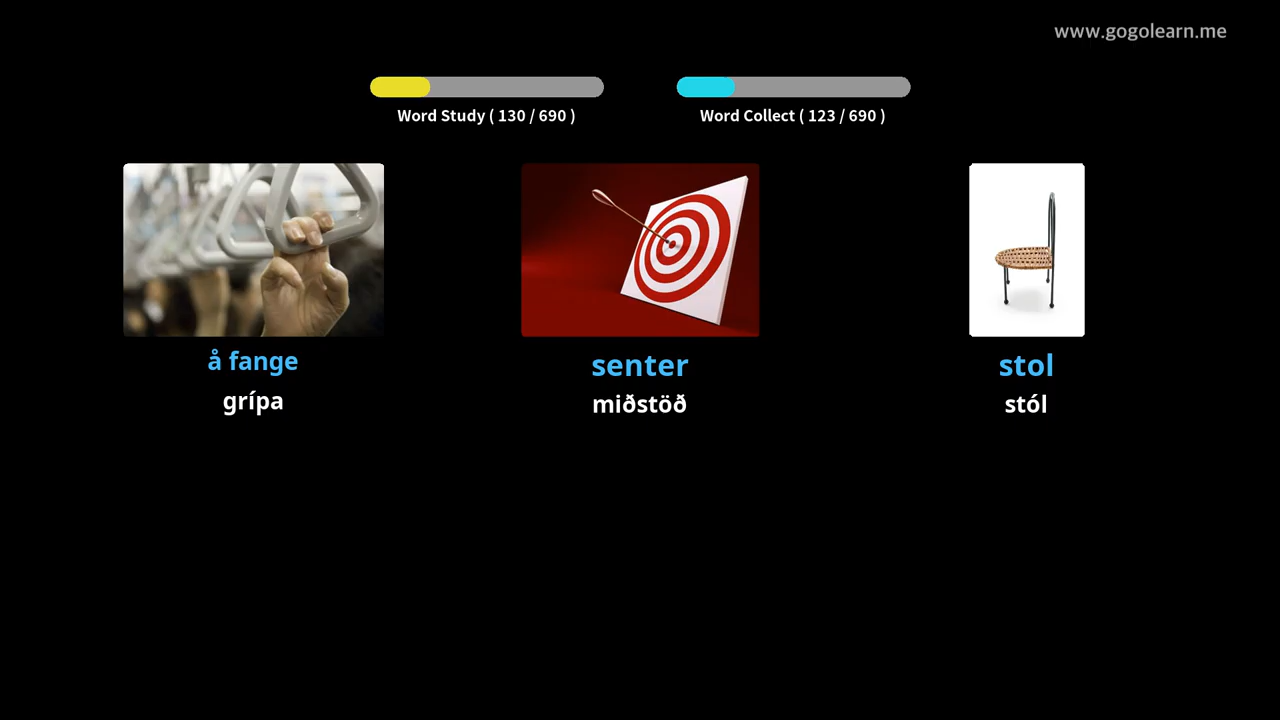 www.gogolearn.me
Word Study ( 130 / 690 )
Word Collect ( 123 / 690 )
å fange
grípa
senter
miðstöð
stol
stól